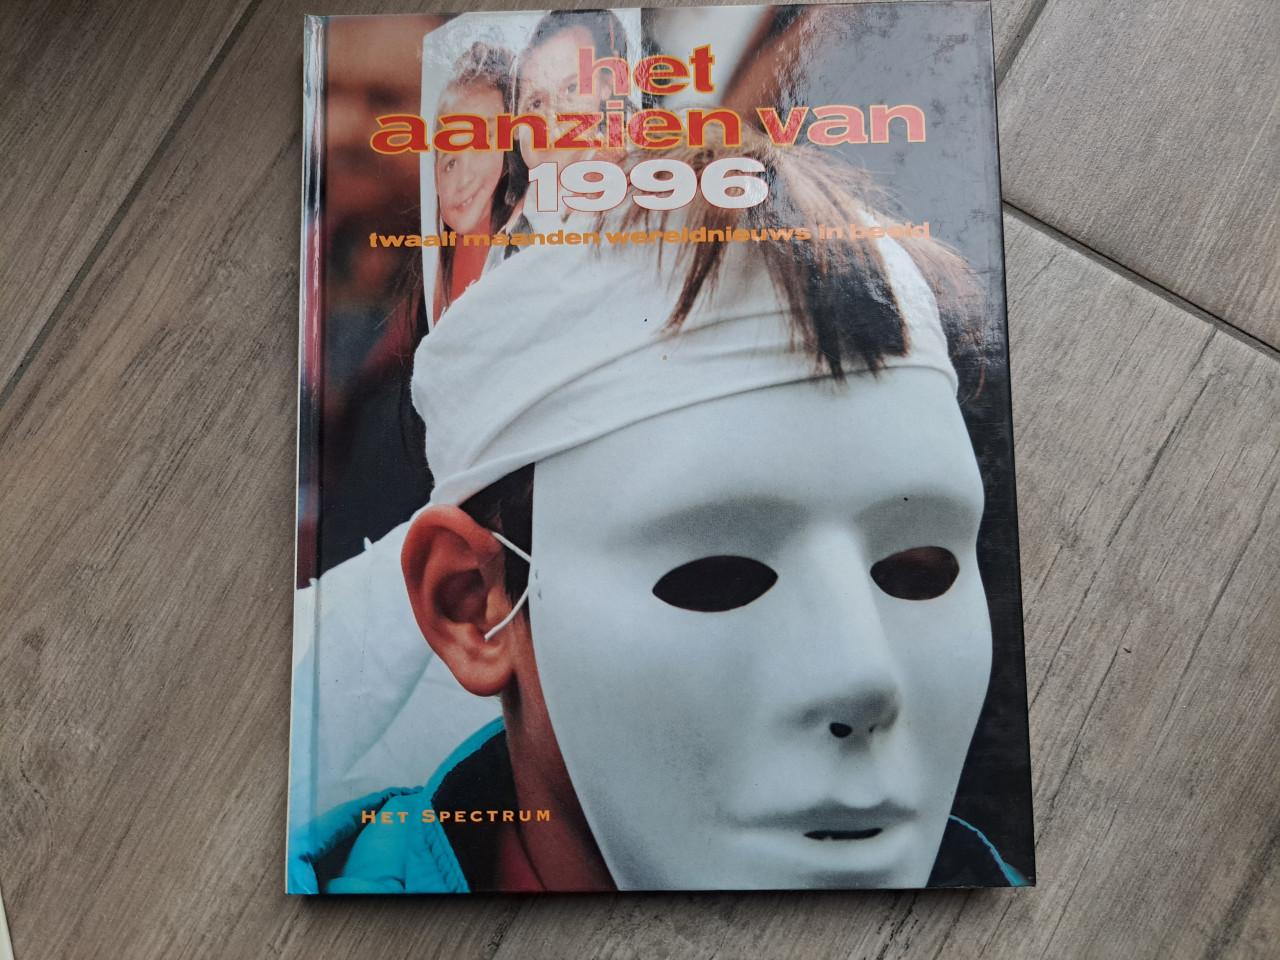 het
aanzien van
1996
twaalf maanden wereldnieuws in beeld
HET SPECTRUM